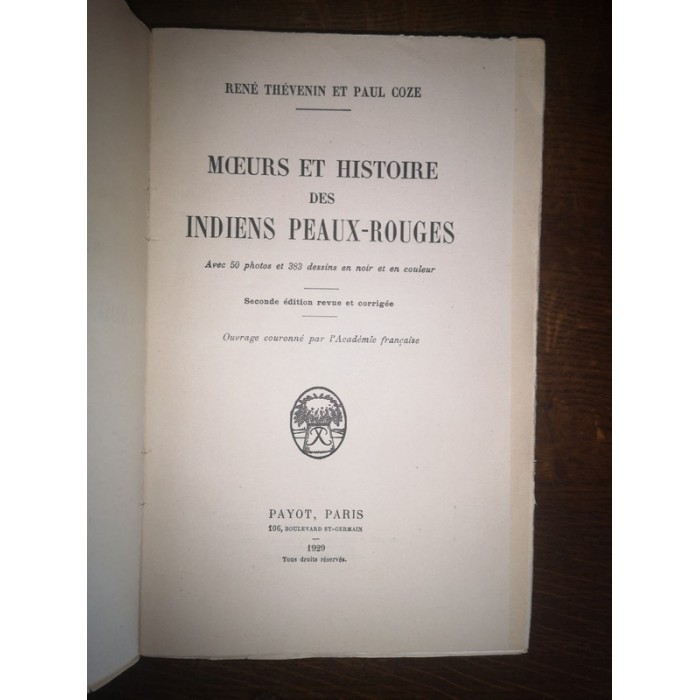 RENÉ THÉVENIN ET PAUL COZE
MŒURS ET HISTOIRE
DES
INDIENS PEAUX-ROUGES
Avec 50 photos et 383 dessins en noir et en couleur
Seconde édition revue et corrigée
Ouvrage couronné par l'Académie française
PAYOT, PARIS
106, BOULEVARD ST-GERMAIN
1929
Tous droits réservés.